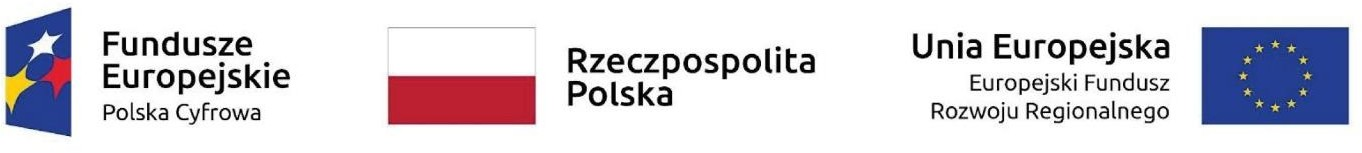 Fundusze
Europejskie
Polska Cyfrowa
Rzeczpospolita
Polska
Unia Europejska
Europejski Fundusz
Rozwoju Regionalnego